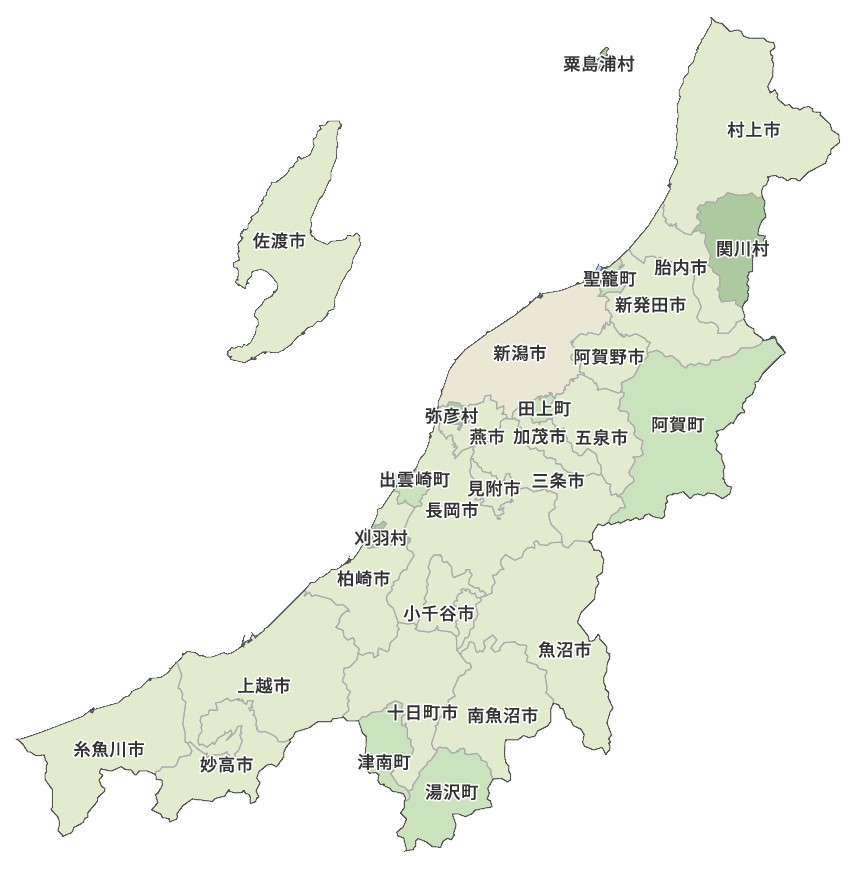 粟島浦村
村上市
佐渡市
関川村
胎内市
聖籠町
新発田市
新潟市
阿賀野市
弥彦村
田上町
阿賀町
燕市
加茂市
五泉市
出雲崎町
見附市
三条市
長岡市
刈羽村
柏崎市
小千谷市
魚沼市
上越市
十日町市
南魚沼市
糸魚川市
妙高市
津南町
湯沢町